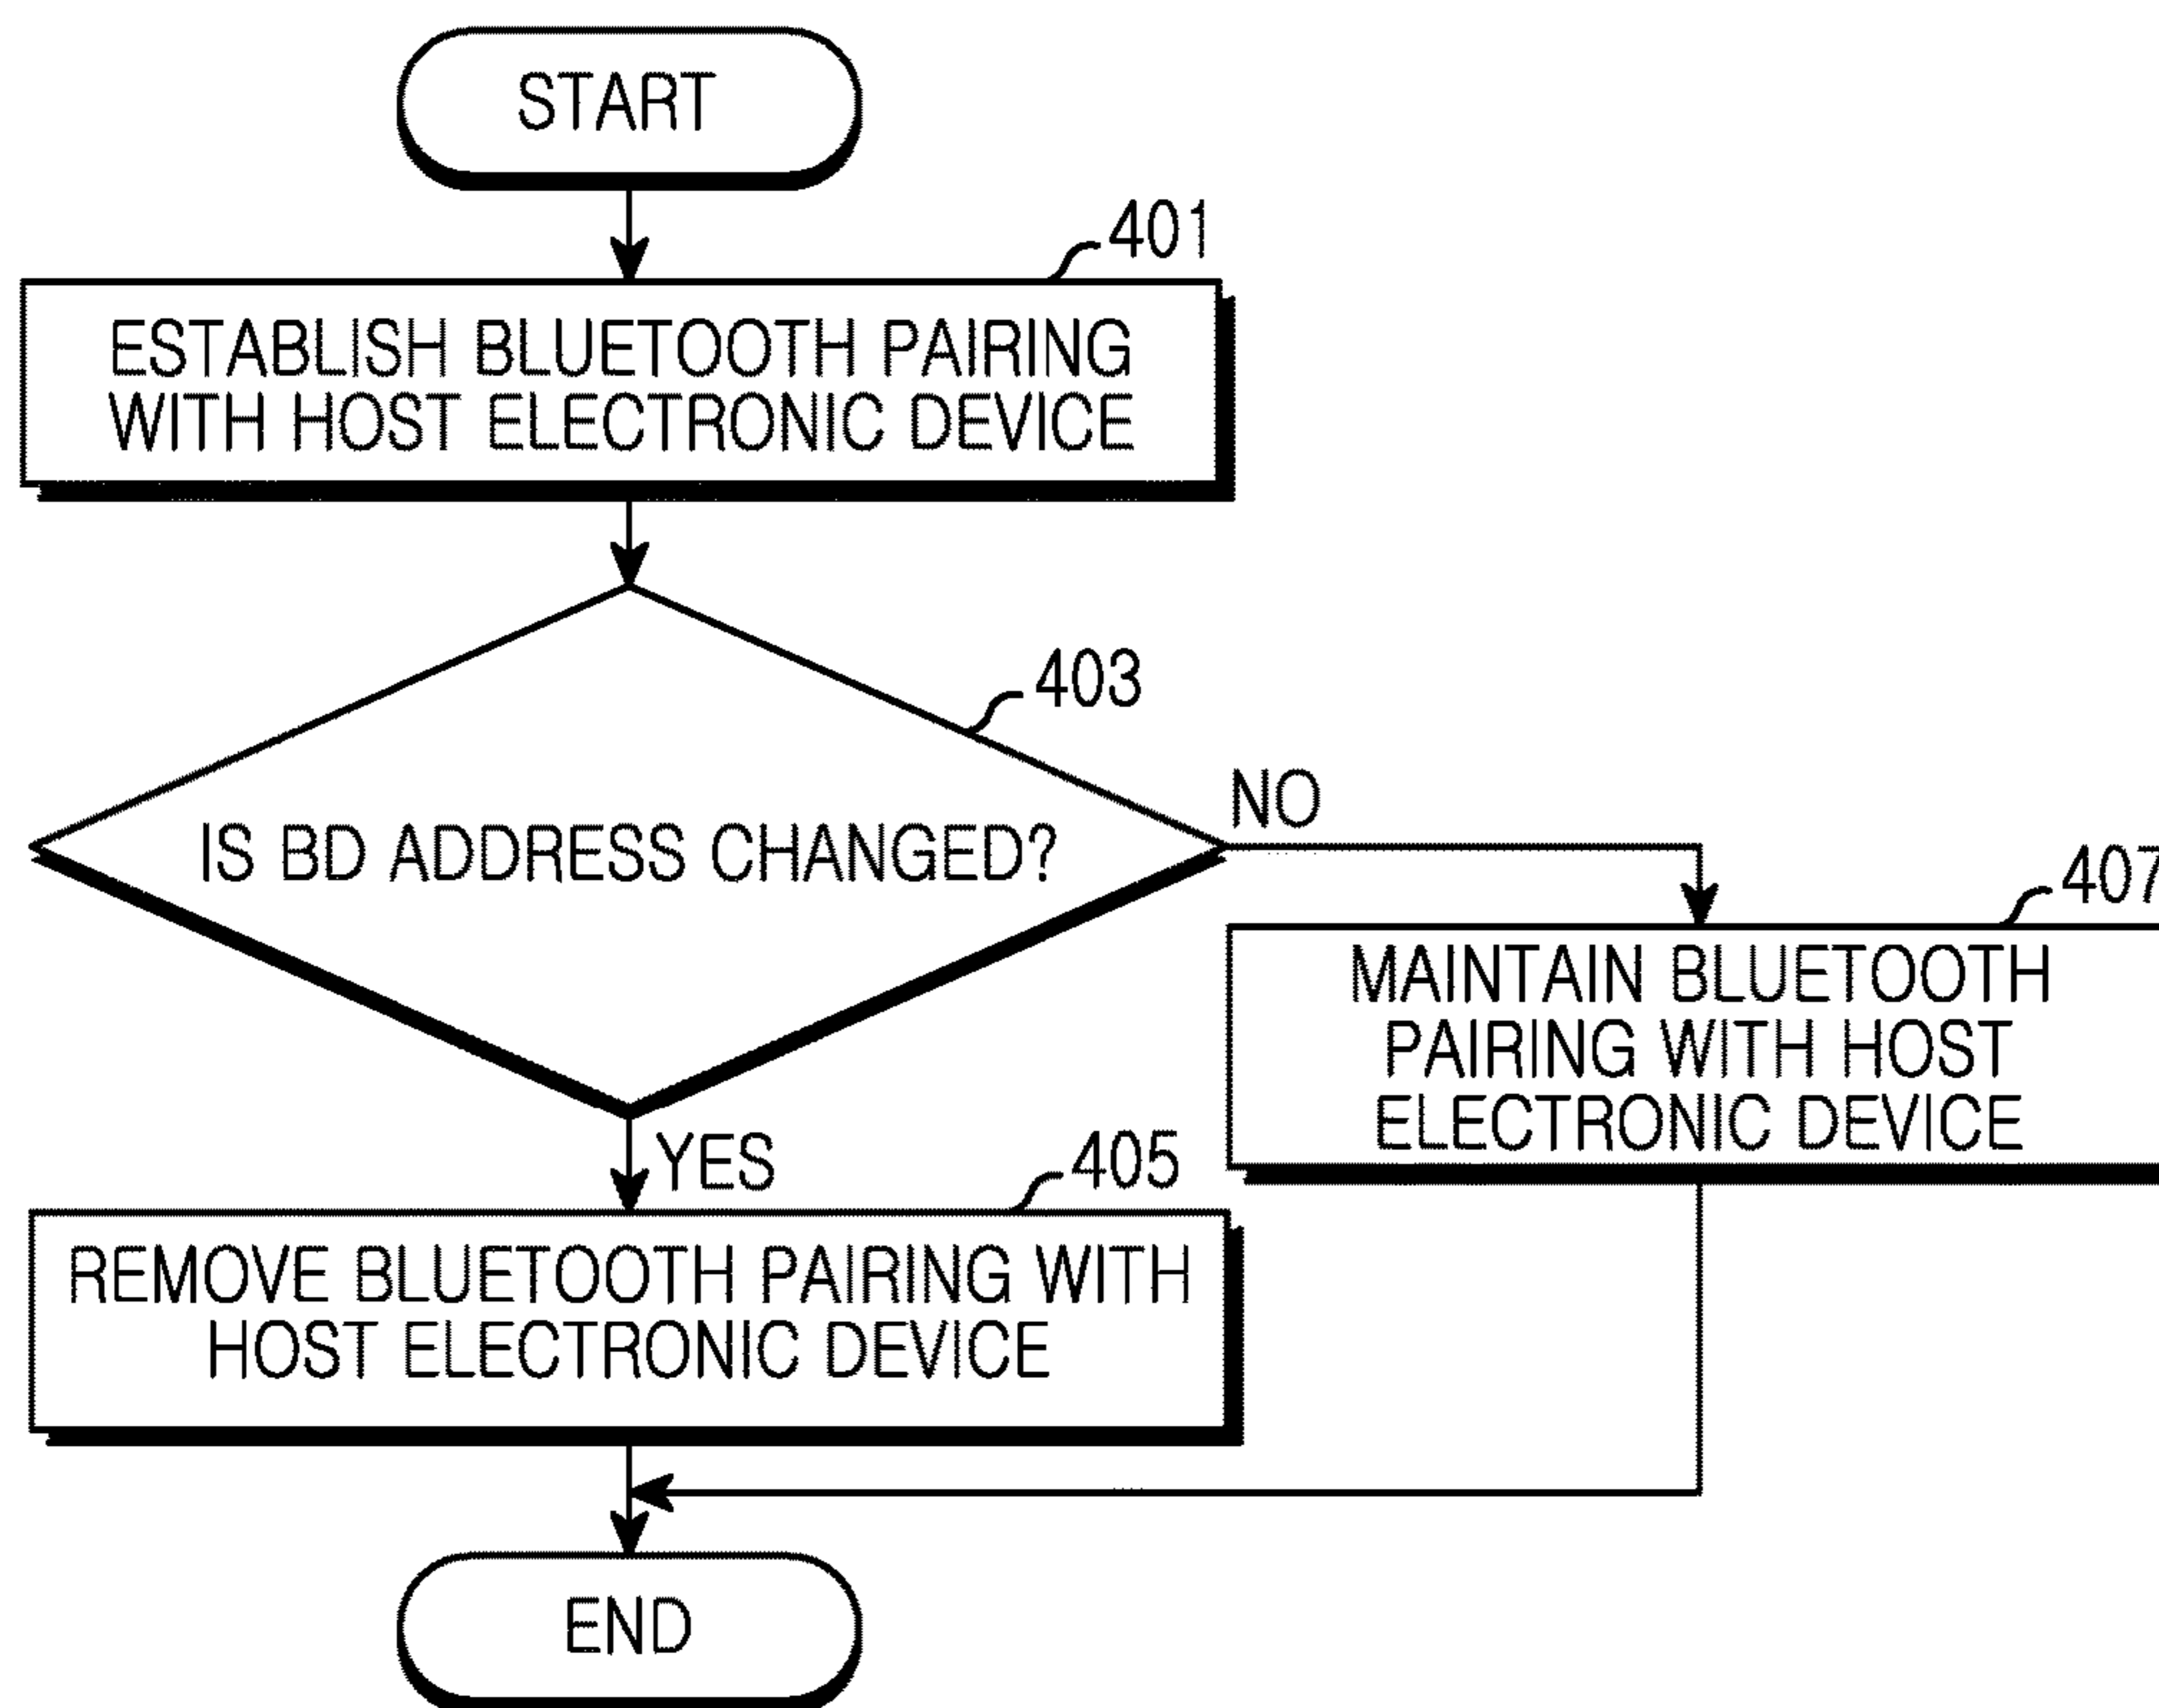 START
401
ESTABLISH BLUETOOTH PAIRING
WITH HOST ELECTRONIC DEVICE
403
IS BD ADDRESS CHANGED?
NO
407
MAINTAIN BLUETOOTH
PAIRING WITH HOST
ELECTRONIC DEVICE
YES
405
REMOVE BLUETOOTH PAIRING WITH
HOST ELECTRONIC DEVICE
END